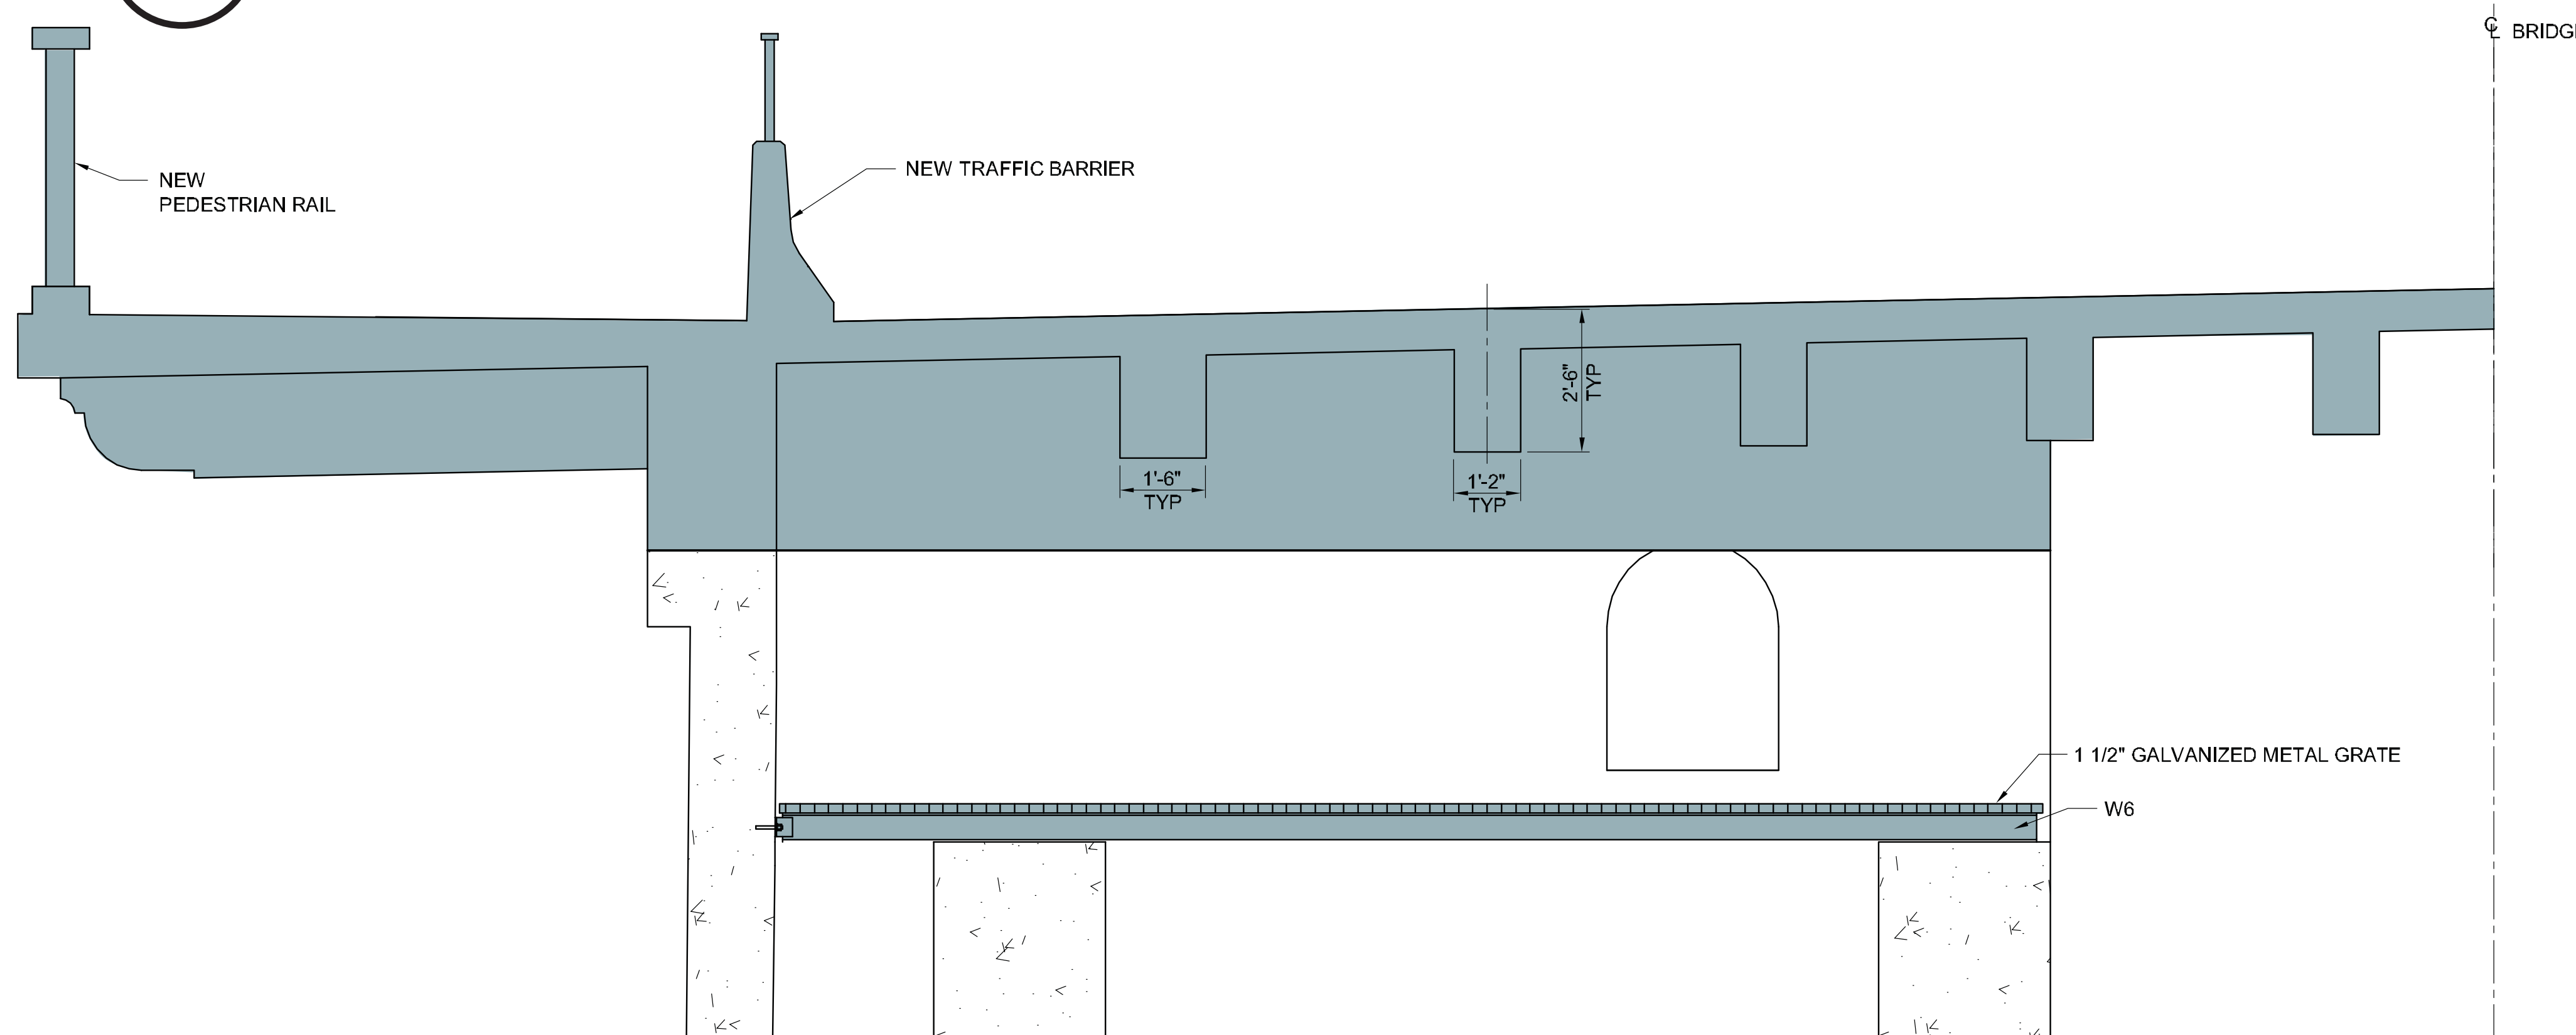 ℄ BRIDG
NEW
PEDESTRIAN RAIL
NEW TRAFFIC BARRIER
2'-6"
TYP
1'-6"
TYP
1'-2"
TYP
1 1/2" GALVANIZED METAL GRATE
W6